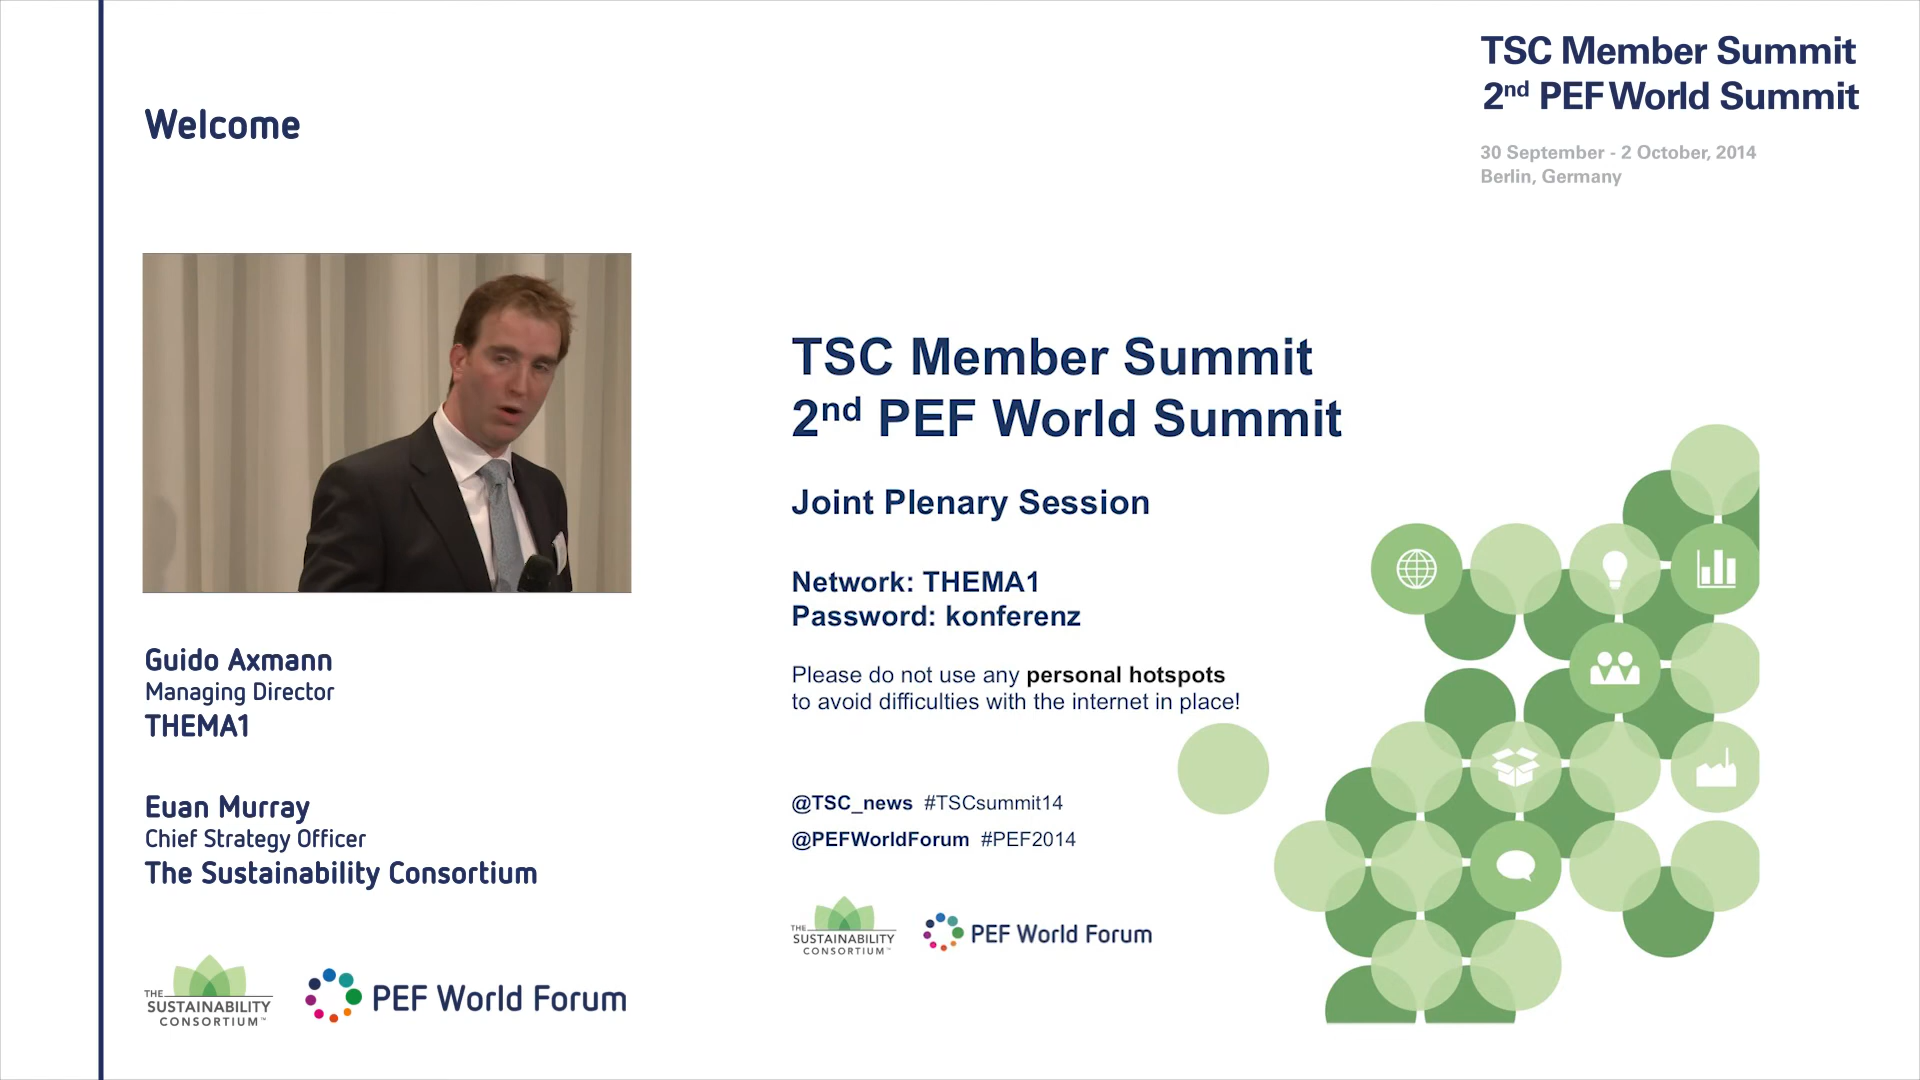 TSC Member Summit
2nd PEF World Summit
30 September - 2 October, 2014
Berlin, Germany
Welcome
Guido Axmann
Managing Director
THEMA1
Euan Murray
Chief Strategy Officer
The Sustainability Consortium
THE
SUSTAINABILITY
CONSORTIUM™
PEF World Forum
TSC Member Summit
2nd PEF World Summit
Joint Plenary Session
Network: THEMA1
Password: konferenz
Please do not use any personal hotspots
to avoid difficulties with the internet in place!
@TSC_news #TSCsummit14
@PEFWorldForum #PEF2014
THE
SUSTAINABILITY
CONSORTIUM™
PEF World Forum